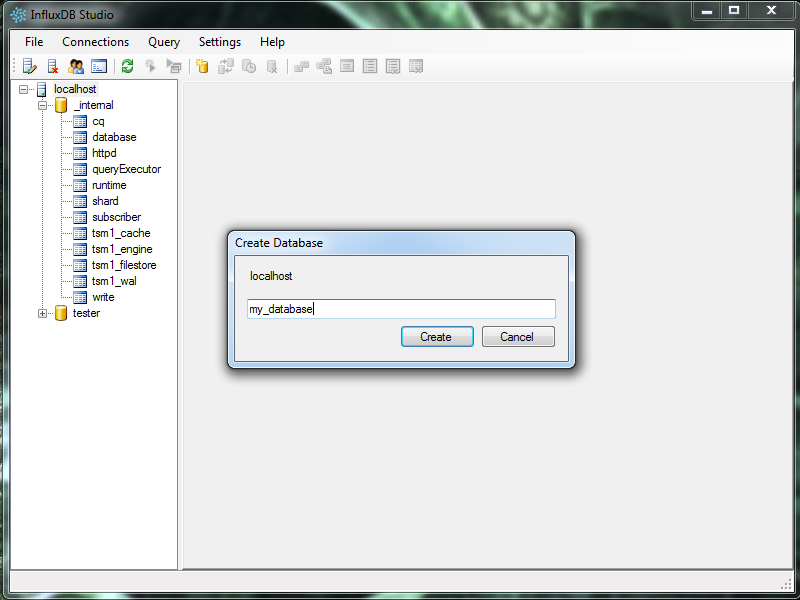 InfluxDB Studio
File Connections Query Settings Help
localhost
_internal
cq
database
httpd
queryExecutor
runtime
shard
subscriber
tsm1_cache
tsm1_engine
tsm1_filestore
tsm1_wal
write
tester
Create Database
localhost
my_database
Create Cancel